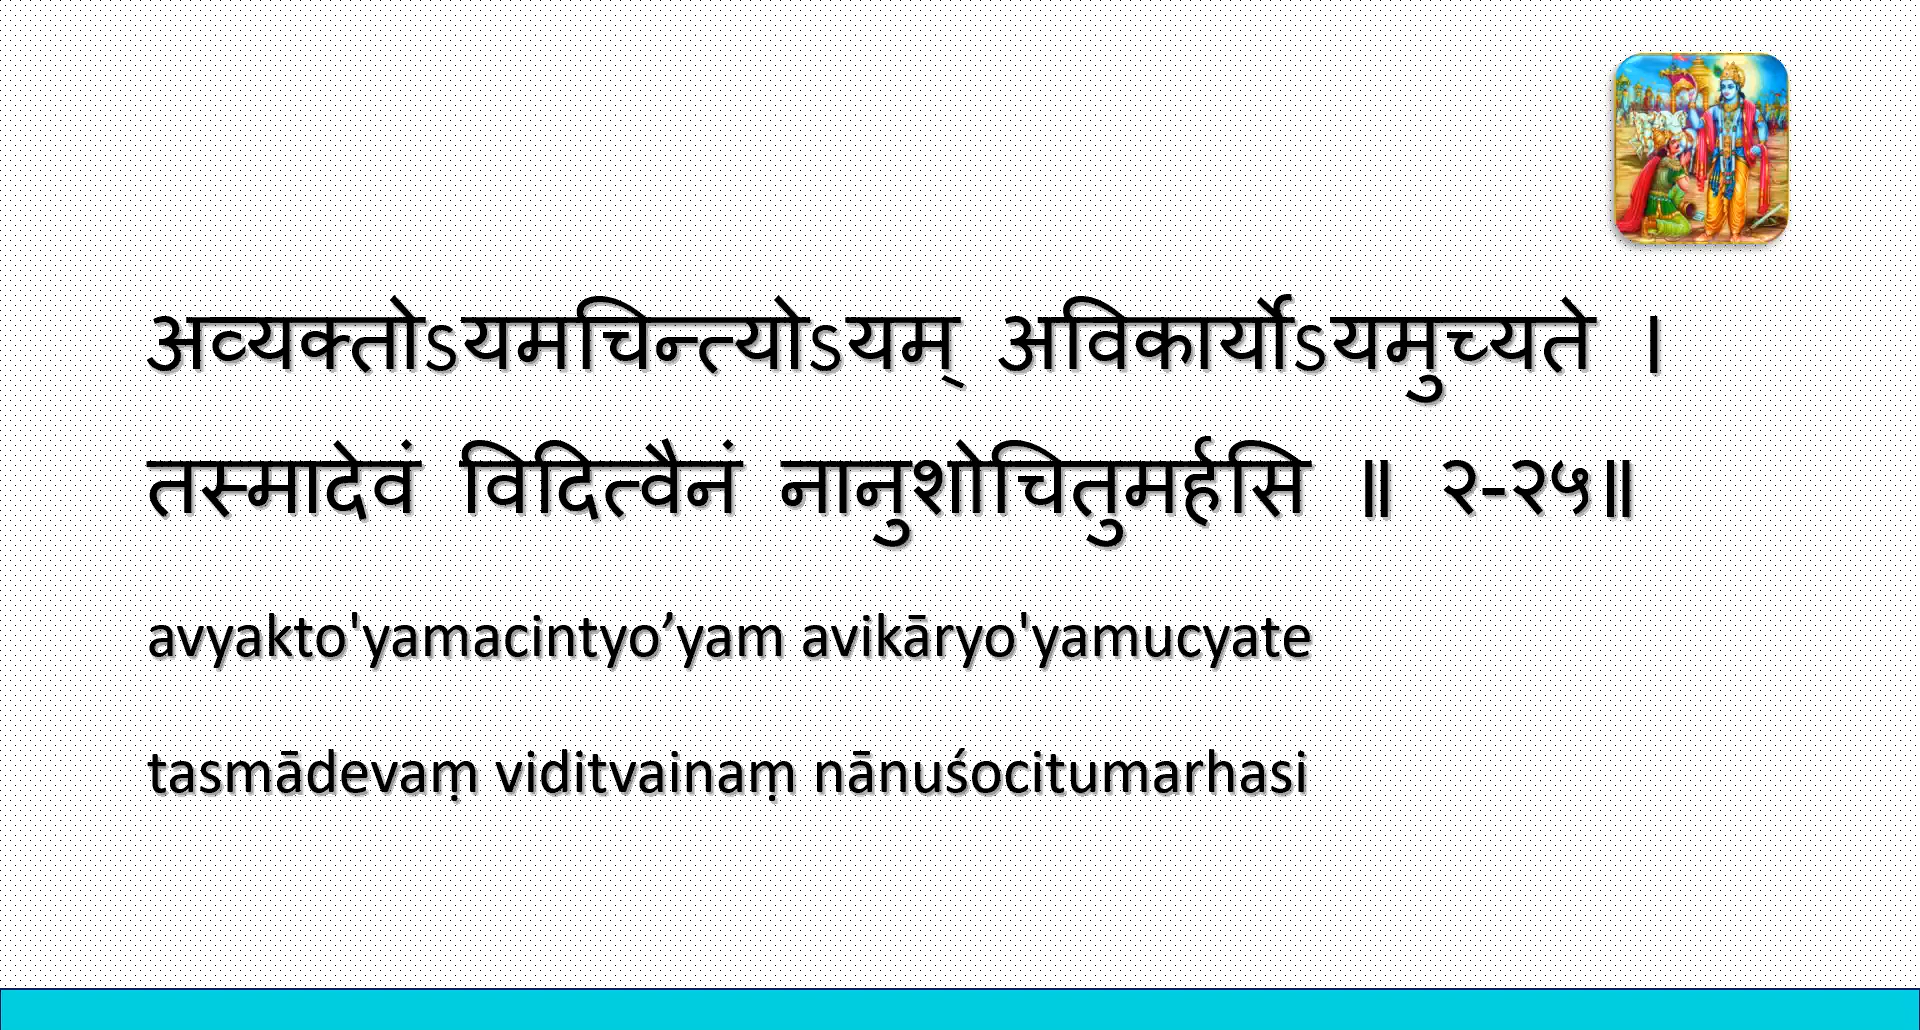 अव्यक्तोऽयमचिन्त्योऽयम् अविकार्योऽयमुच्यते ।
तस्मादेवं विदित्वैनं नानुशोचितुमर्हसि ॥ २-२५॥
avyakto'yamacintyo’yam avikāryo'yamucyate
tasmādevaṃ viditvainaṃ nānuśocitumarhasi